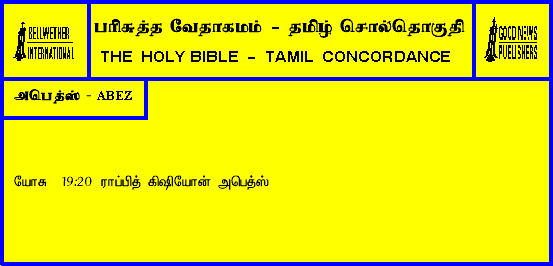 BELLWETHER
INTERNATIONAL
பரிசுத்த வேதாகமம் - தமிழ் சொல்தொகுதி
THE HOLY BIBLE - TAMIL CONCORDANCE
GOOD NEWS
PUBLISHERS
அபெத்ஸ் - ABEZ
யோசு 19:20 ராப்பித் கிஷியோன் அபெத்ஸ்